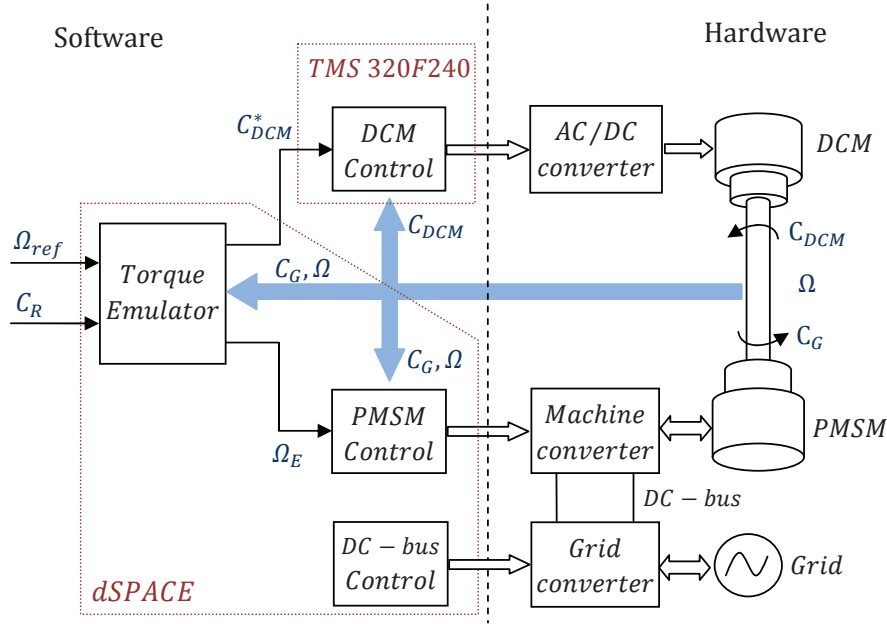 Software
Hardware
TMS 320F240
C*DCM
DCM
Control
AC/DC
converter
DCM
CDCM
CDCM
Ωref
CR
Torque
Emulator
CG, Ω
Ω
CG
CG, Ω
PMSM
Control
ΩE
Machine
converter
PMSM
DC − bus
DC − bus
Control
Grid
converter
Grid
dSPACE